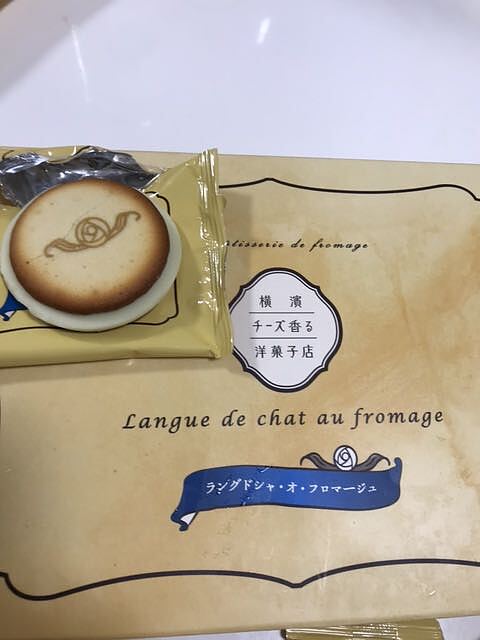 de fromage
横濱
チーズ香る
洋菓子店
Langue de chat au fromage
ラングドシャ・オ・フロマージュ